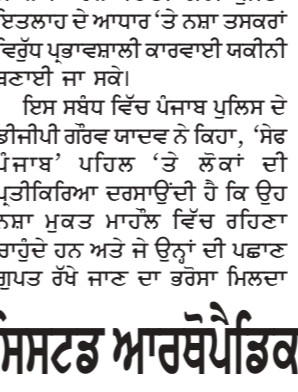 ਇਤਲਾਹ ਦੇ ਆਧਾਰ ‘ਤੇ ਨਸ਼ਾ ਤਸਕਰਾਂ
ਵਿਰੁੱਧ ਪ੍ਰਭਾਵਸ਼ਾਲੀ ਕਾਰਵਾਈ ਯਕੀਨੀ
ਬਣਾਈ ਜਾ ਸਕੇ।
ਇਸ ਸਬੰਧ ਵਿੱਚ ਪੰਜਾਬ ਪੁਲਿਸ ਦੇ
ਡੀਜੀਪੀ ਗੌਰਵ ਯਾਦਵ ਨੇ ਕਿਹਾ, ‘ਸੇਫ
ਪੰਜਾਬ’ ਪਹਿਲ ‘ਤੇ ਲੋਕਾਂ ਦੀ
ਪ੍ਰਤੀਕਿਰਿਆ ਦਰਸਾਉਂਦੀ ਹੈ ਕਿ ਉਹ
ਨਸ਼ਾ ਮੁਕਤ ਮਾਹੌਲ ਵਿੱਚ ਰਹਿਣਾ
ਚਾਹੁੰਦੇ ਹਨ ਅਤੇ ਜੇ ਉਨ੍ਹਾਂ ਦੀ ਪਛਾਣ
ਗੁਪਤ ਰੱਖੇ ਜਾਣ ਦਾ ਭਰੋਸਾ ਮਿਲਦਾ
ਆਰਥੋਪੈਡਿਕ